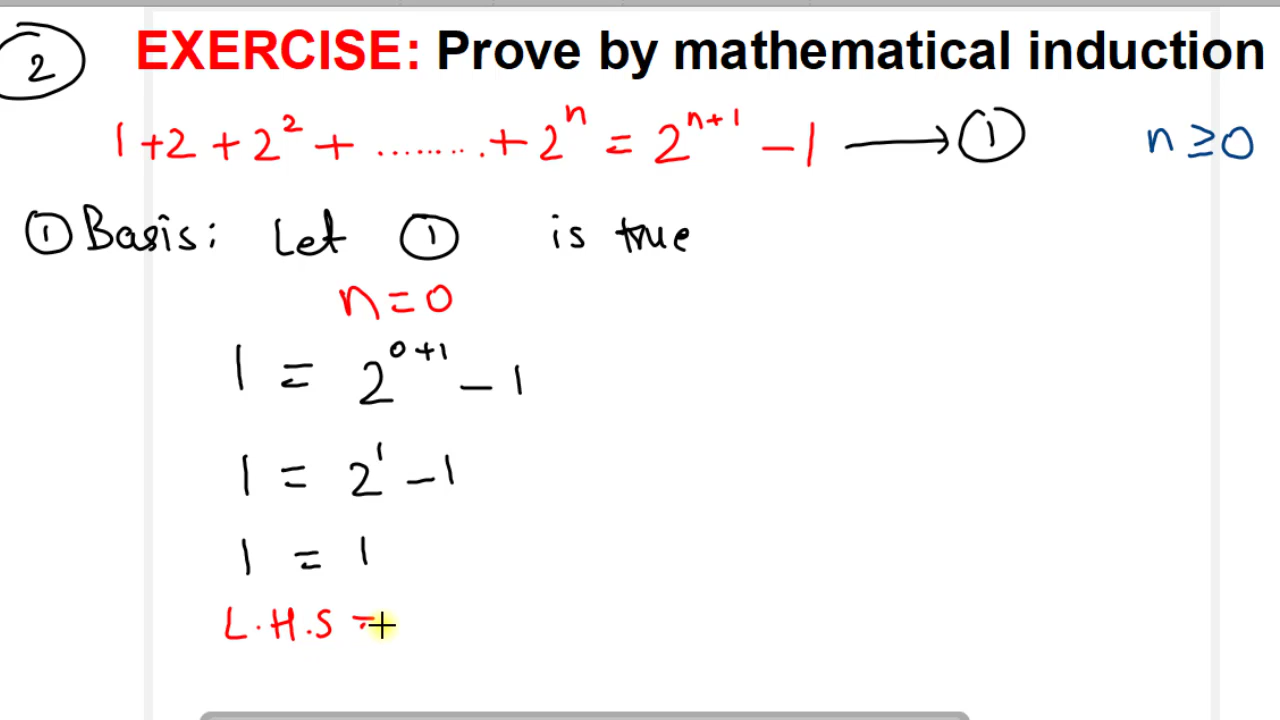 ② EXERCISE: Prove by mathematical induction
1 + 2 + 2² + ........ + 2ⁿ = 2ⁿ⁺¹ - 1 ⟶ ① n ≥ 0
① Basis: Let ① is true
n = 0
1 = 2⁰⁺¹ - 1
1 = 2¹ - 1
1 = 1
L.H.S =